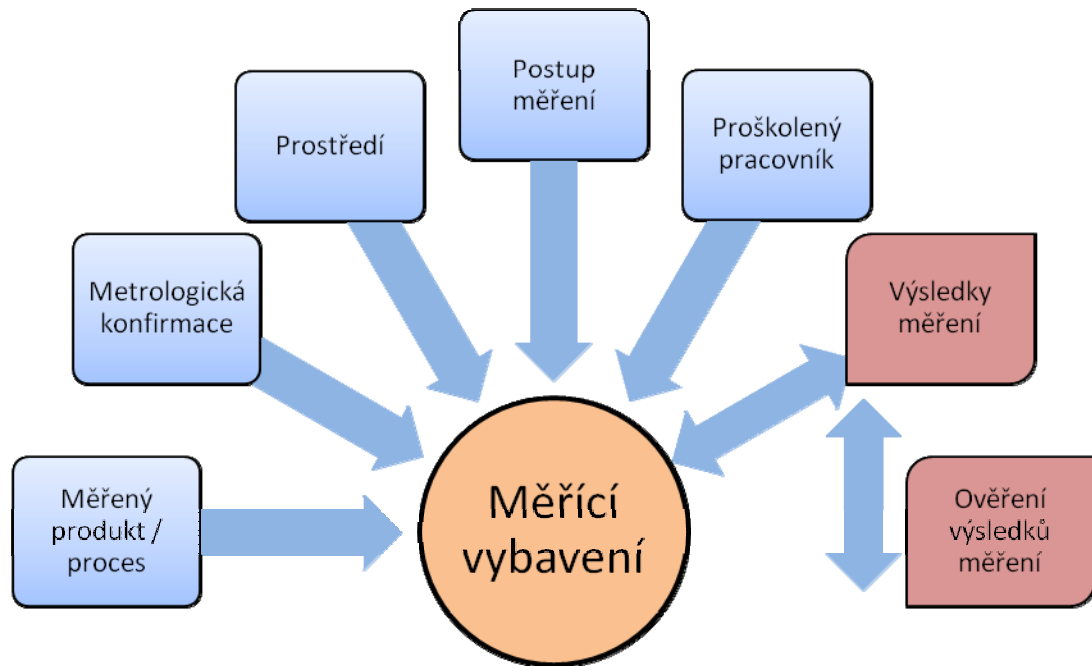 Postup
měření
Prostředí
Proškolený
pracovník
Metrologická
konfirmace
Výsledky
měření
Měřený
produkt /
proces
Měřící
vybavení
Ověření
výsledků
měření